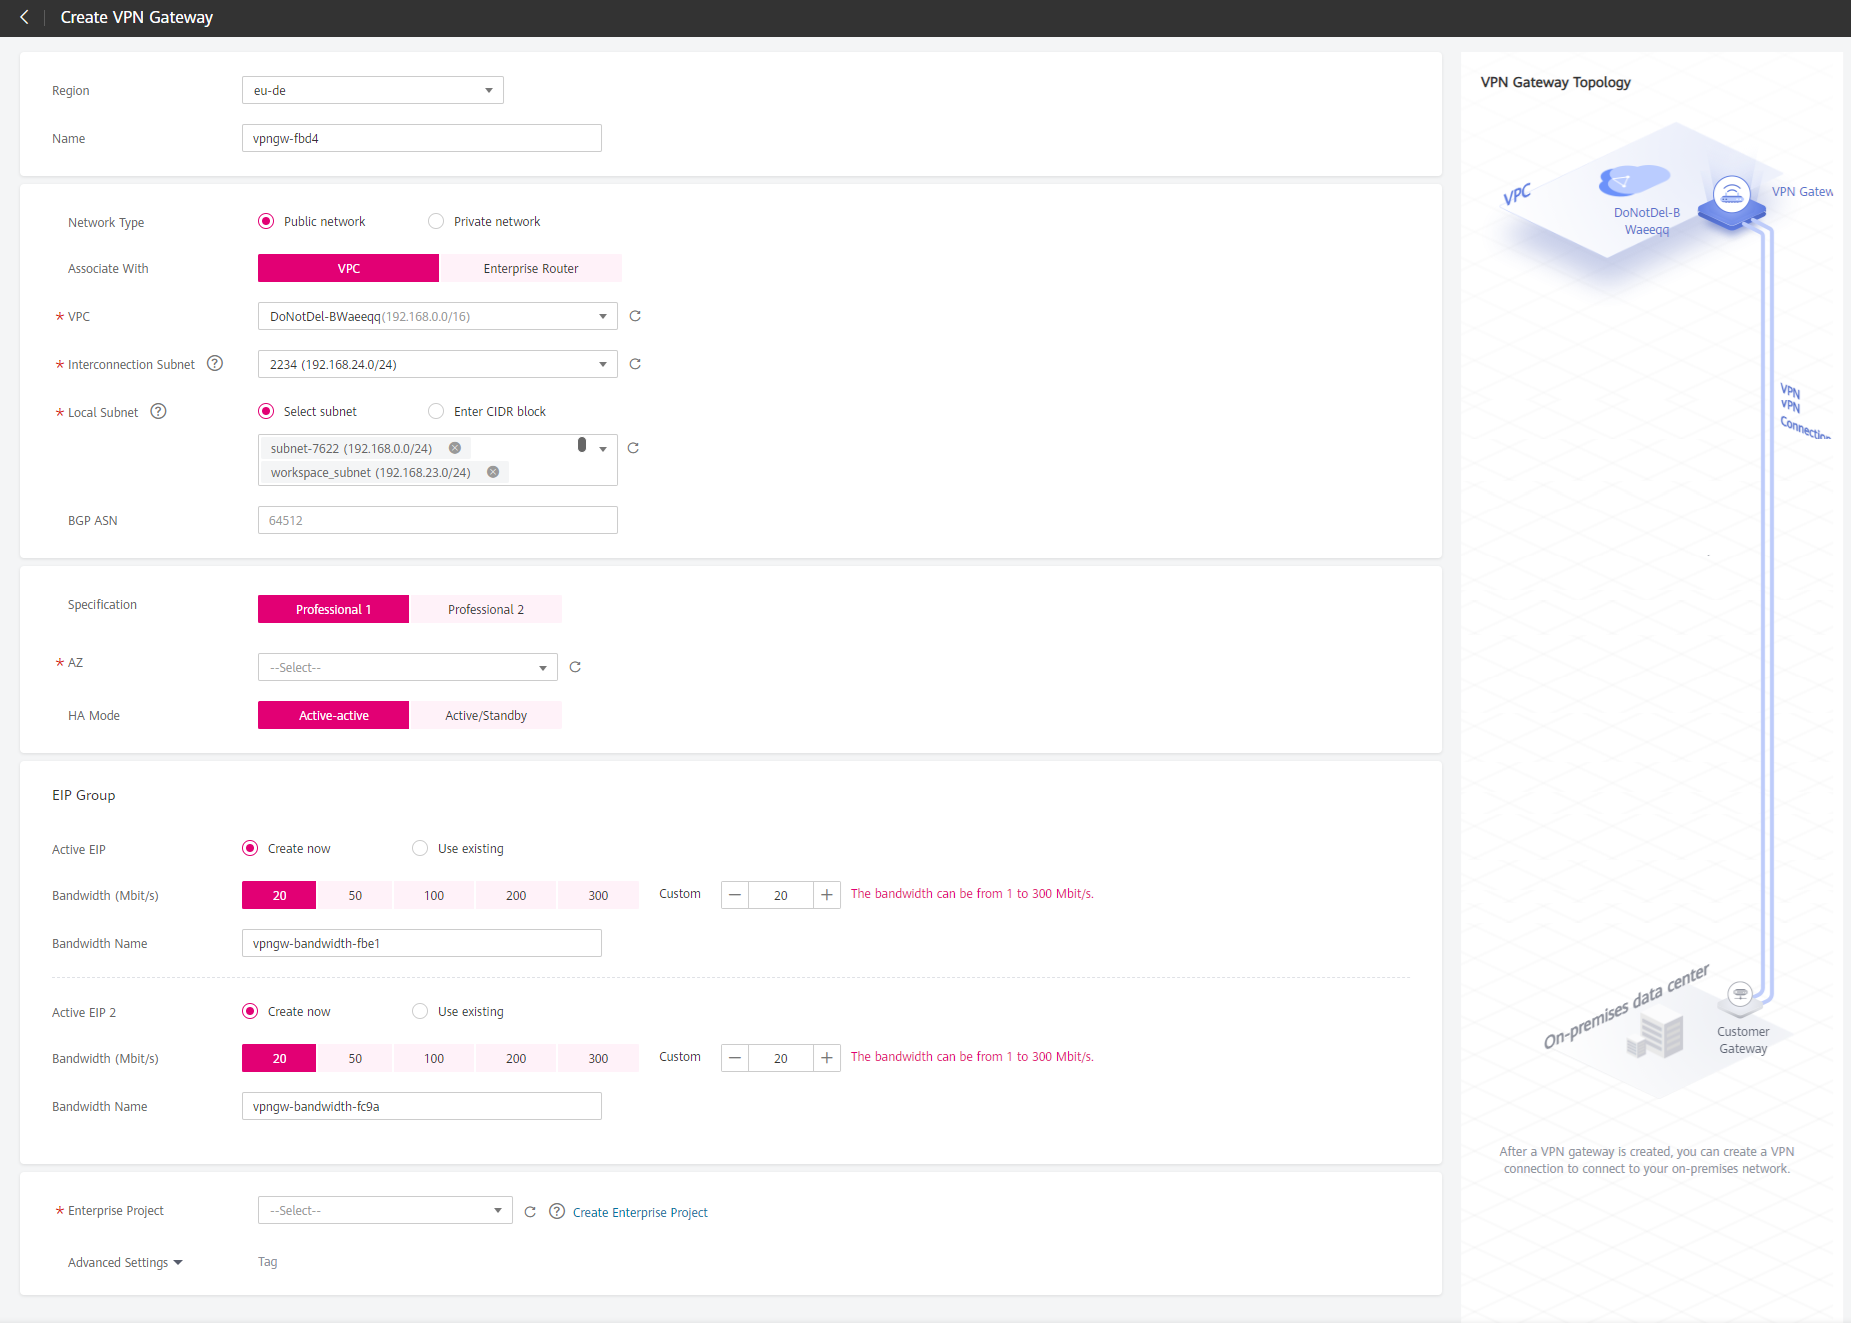 Create VPN Gateway
Region
eu-de
Name
vpngw-fbd4
Network Type
Public network
Private network
Associate With
VPC
Enterprise Router
* VPC
DoNotDel-BWaeeqq(192.168.0.0/16)
* Interconnection Subnet ?
2234 (192.168.24.0/24)
* Local Subnet ?
Select subnet
Enter CIDR block
subnet-7622 (192.168.0.0/24)
workspace_subnet (192.168.23.0/24)
BGP ASN
64512
Specification
Professional 1
Professional 2
* AZ
--Select--
HA Mode
Active-active
Active/Standby
EIP Group
Active EIP
Create now
Use existing
Bandwidth (Mbit/s)
20
50
100
200
300
Custom
20
The bandwidth can be from 1 to 300 Mbit/s.
Bandwidth Name
vpngw-bandwidth-fbe1
Active EIP 2
Create now
Use existing
Bandwidth (Mbit/s)
20
50
100
200
300
Custom
20
The bandwidth can be from 1 to 300 Mbit/s.
Bandwidth Name
vpngw-bandwidth-fc9a
* Enterprise Project
--Select--
? Create Enterprise Project
Advanced Settings
Tag
VPN Gateway Topology
VPC
DoNotDel-B
Waeeqq
VPN Gatew
VPN
VPN
Connection
On-premises data center
Customer
Gateway
After a VPN gateway is created, you can create a VPN
connection to connect to your on-premises network.